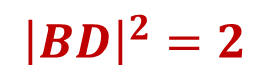 |BD|² = 2